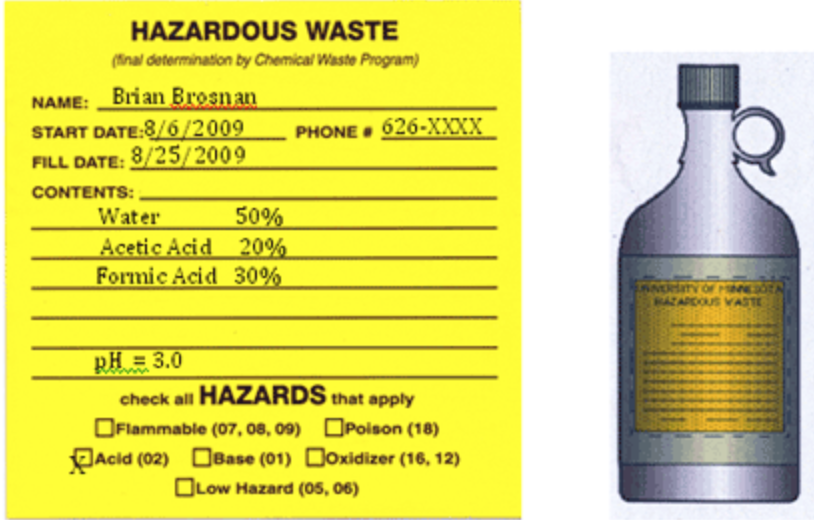 HAZARDOUS WASTE
(final determination by Chemical Waste Program)
NAME: Brian Brosnan
START DATE:8/6/2009 PHONE # 626-XXXX
FILL DATE: 8/25/2009
CONTENTS:
Water 50%
Acetic Acid 20%
Formic Acid 30%
pH = 3.0
check all HAZARDS that apply
Flammable (07, 08, 09) Poison (18)
X Acid (02) Base (01) Oxidizer (16, 12)
Low Hazard (05, 06)
UNIVERSITY OF MINNESOTA
HAZARDOUS WASTE